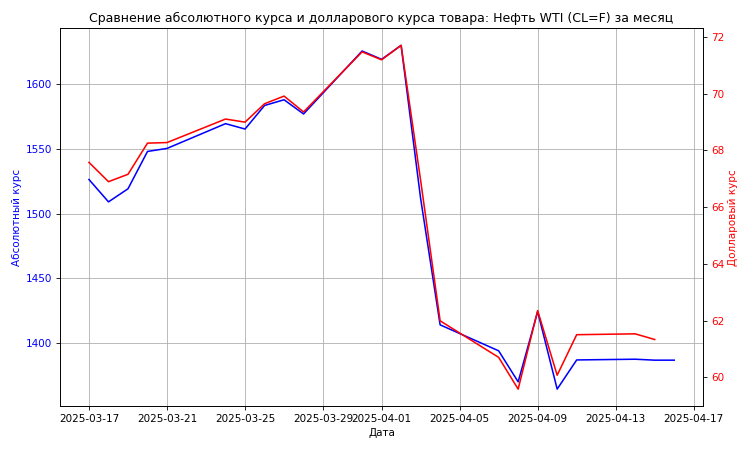 Сравнение абсолютного курса и долларового курса товара: Нефть WTI (CL=F) за месяц
Абсолютный курс
1600
1550
1500
1450
1400
72
70
68
66
64
62
60
Долларовый курс
2025-03-17 2025-03-21 2025-03-25 2025-03-29 2025-04-01 2025-04-05 2025-04-09 2025-04-13 2025-04-17
Дата